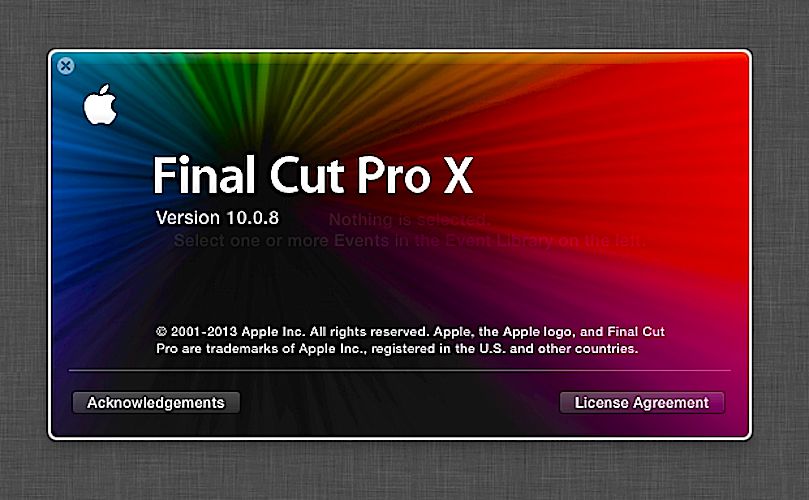 Final Cut Pro X
Version 10.0.8
Nothing is selected.
Select one or more Events in the Event Library on the left.
© 2001-2013 Apple Inc. All rights reserved. Apple, the Apple logo, and Final Cut
Pro are trademarks of Apple Inc., registered in the U.S. and other countries.
Acknowledgements
License Agreement